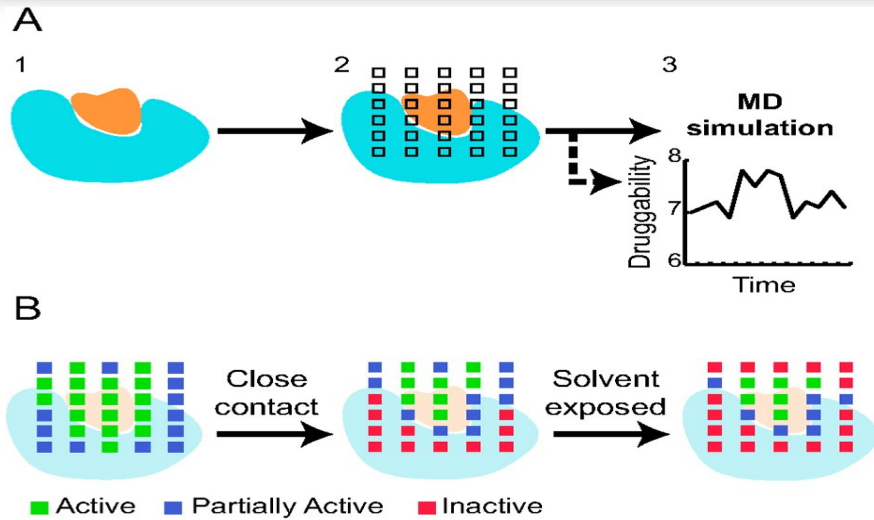 A
1
2
3
MD
simulation
Druggability
8
7
6
Time
B
Close
contact
Solvent
exposed
Active
Partially Active
Inactive